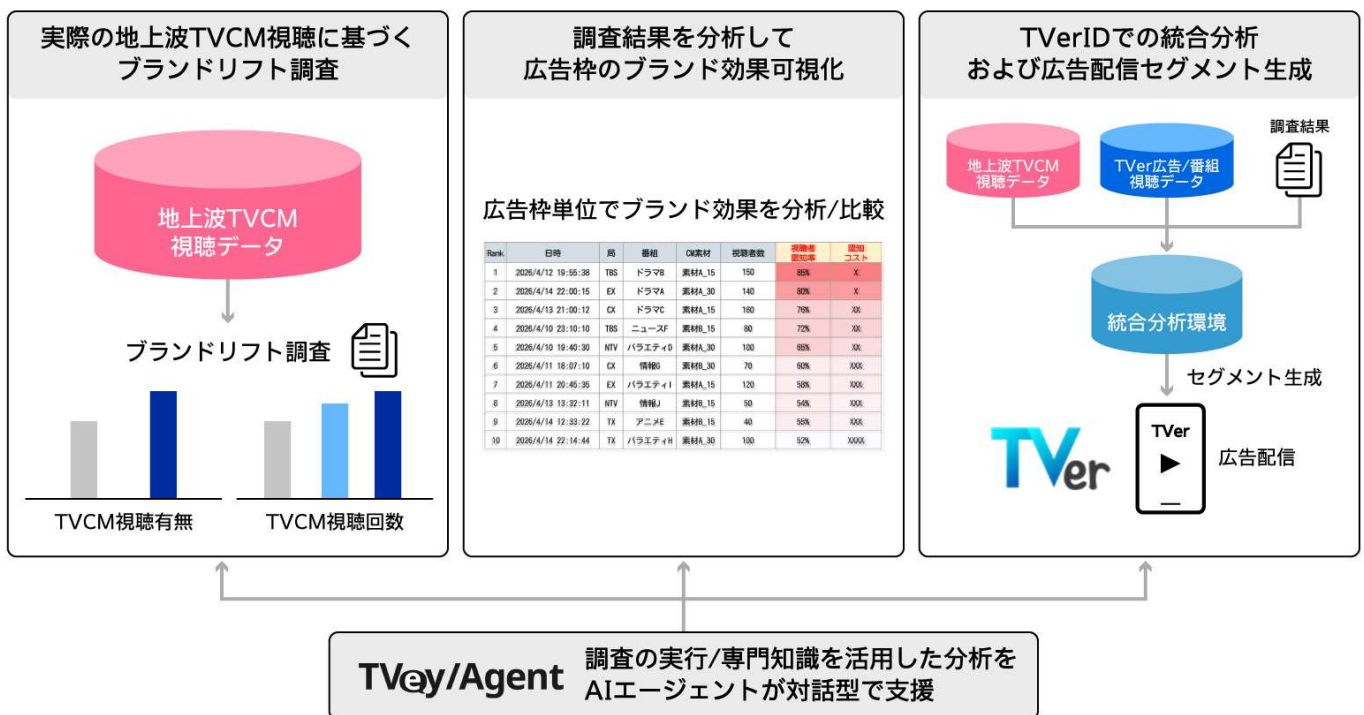 実際の地上波TVCM視聴に基づく
ブランドリフト調査
地上波TVCM
視聴データ
ブランドリフト調査
TVCM視聴有無
TVCM視聴回数
調査結果を分析して
広告枠のブランド効果可視化
広告枠単位でブランド効果を分析/比較
Rank 日時 局 番組 CM素材 視聴者数 視聴者認知率 認知コスト
1 2026/4/12 19:55:38 TBS ドラマB 素材A_15 150 85% X
2 2026/4/14 22:00:15 EX ドラマA 素材A_30 140 80% X
3 2026/4/13 21:00:12 CX ドラマC 素材A_15 160 76% XX
4 2026/4/10 23:10:10 TBS ニュースF 素材B_15 80 72% XX
5 2026/4/10 19:40:30 NTV バラエティD 素材A_30 100 65% XX
6 2026/4/11 18:07:10 CX 情報G 素材B_30 70 60% XXX
7 2026/4/11 20:45:35 EX バラエティI 素材A_15 120 58% XXX
8 2026/4/13 13:32:11 NTV 情報J 素材B_15 50 54% XXX
9 2026/4/14 12:33:22 TX アニメE 素材B_15 40 55% XXX
10 2026/4/14 22:14:44 TX バラエティH 素材A_30 100 52% XXXX
TVerIDでの統合分析
および広告配信セグメント生成
調査結果
地上波TVCM
視聴データ
TVer広告/番組
視聴データ
統合分析環境
セグメント生成
TVer
TVer
広告配信
TVey/Agent
調査の実行/専門知識を活用した分析を
AIエージェントが対話型で支援